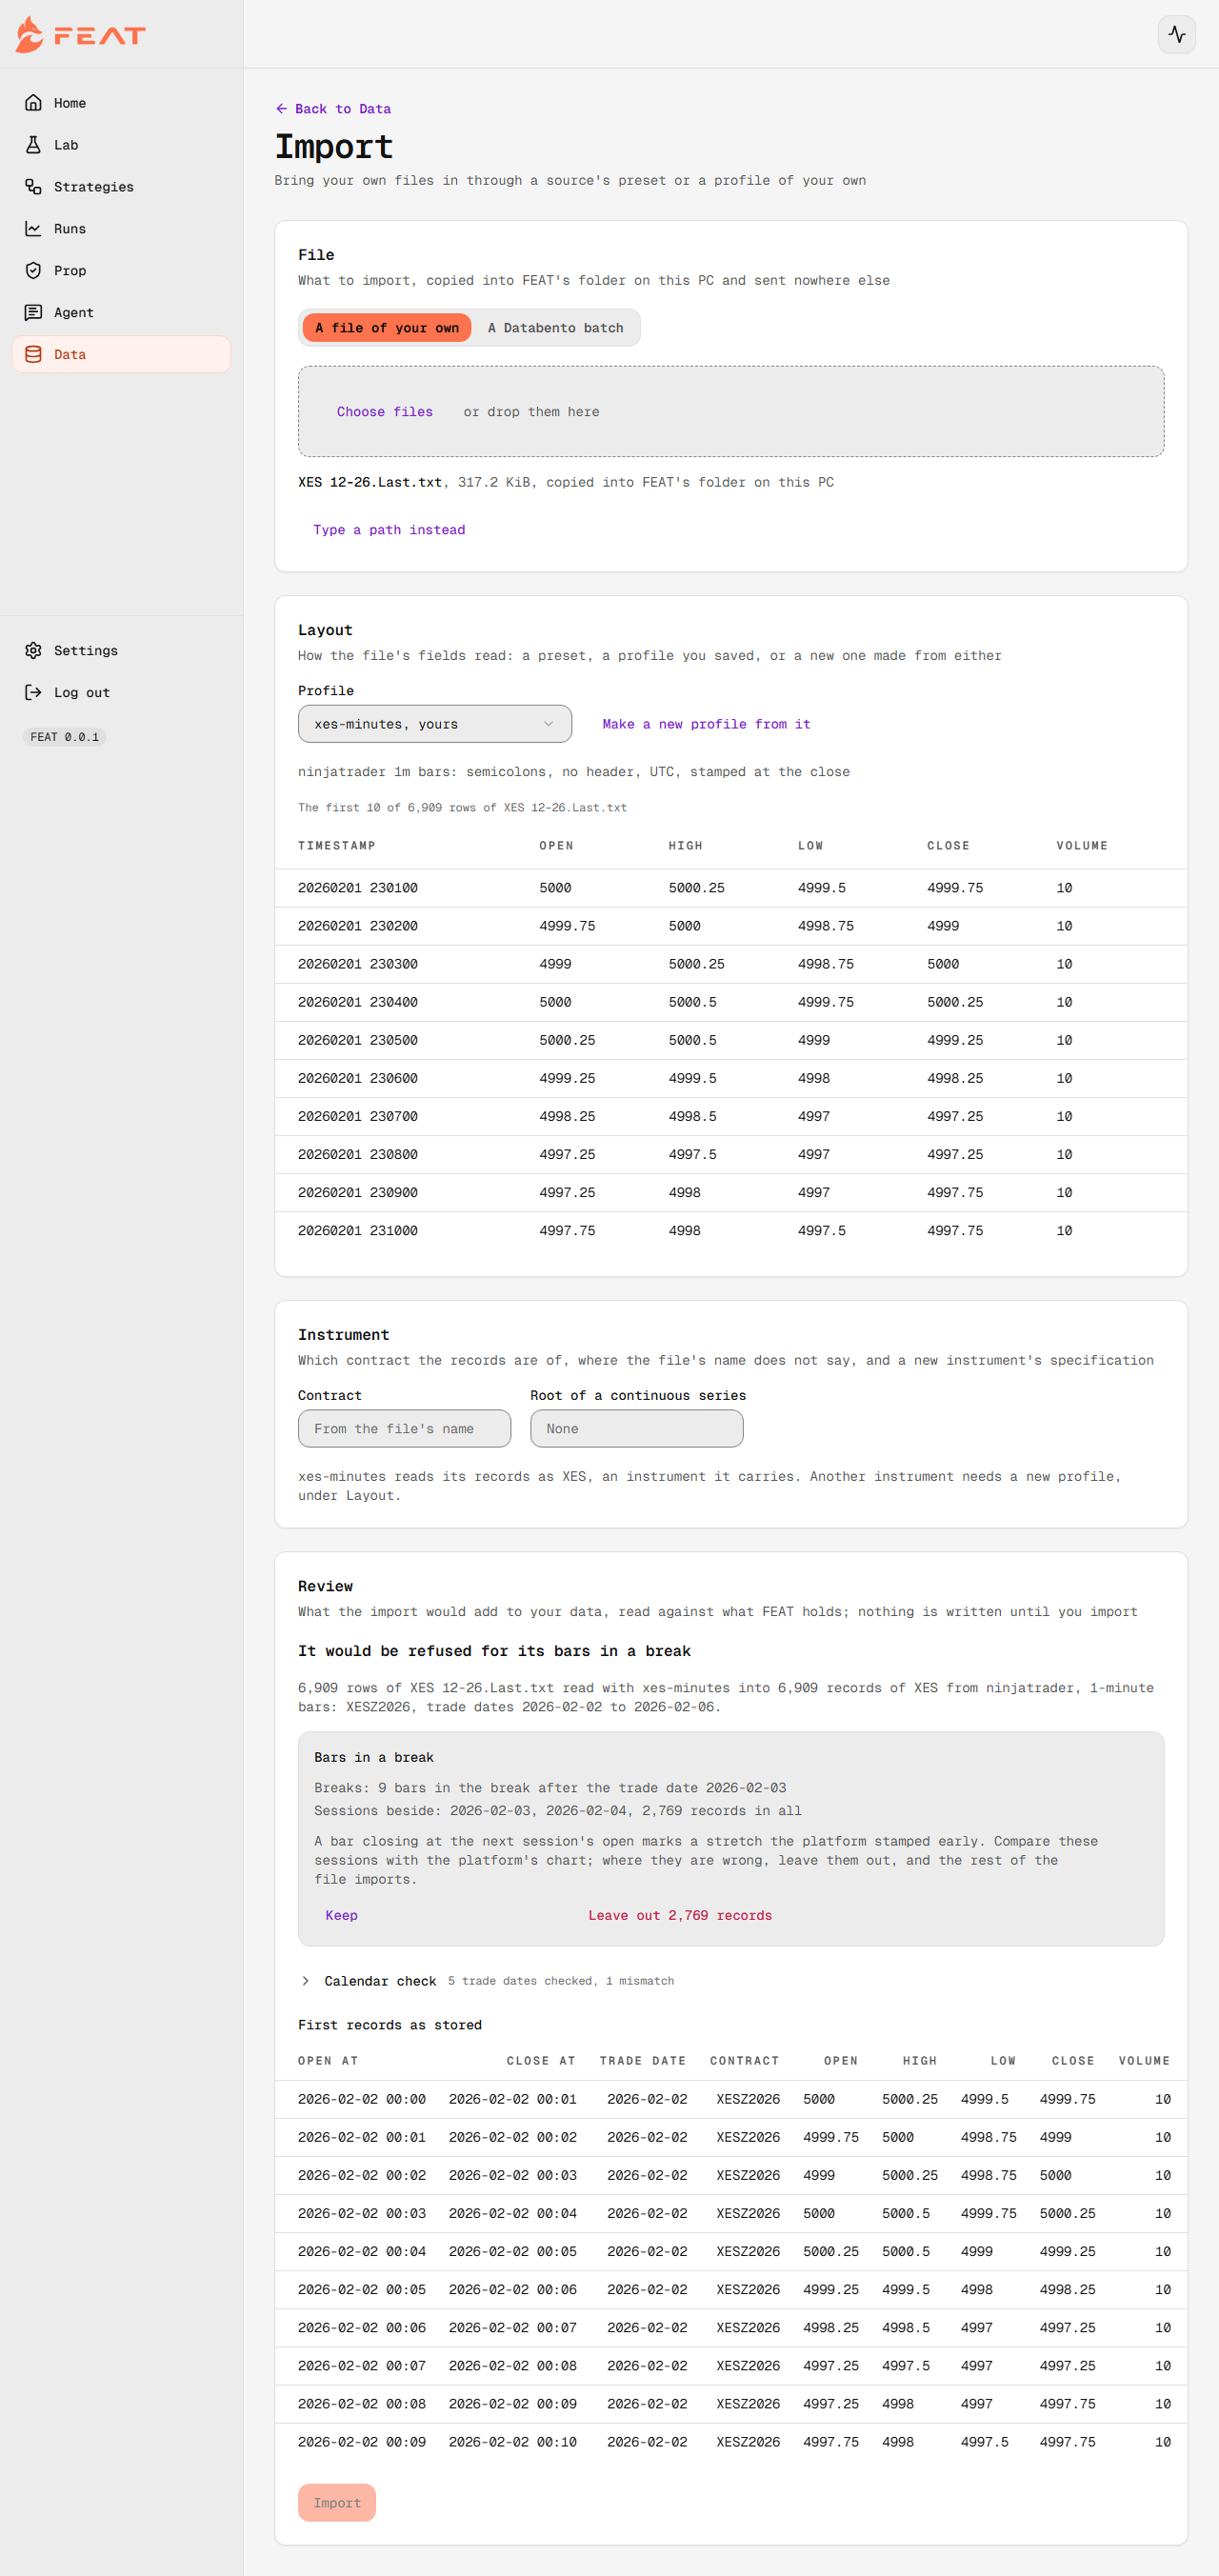 FEAT
Home
Lab
Strategies
Runs
Prop
Agent
Data
Settings
Log out
FEAT 0.0.1
Back to Data
Import
Bring your own files in through a source's preset or a profile of your own
File
What to import, copied into FEAT's folder on this PC and sent nowhere else
A file of your own A Databento batch
Choose files or drop them here
XES 12-26.Last.txt, 317.2 KiB, copied into FEAT's folder on this PC
Type a path instead
Layout
How the file's fields read: a preset, a profile you saved, or a new one made from either
Profile
xes-minutes, yours Make a new profile from it
ninjatrader 1m bars: semicolons, no header, UTC, stamped at the close
The first 10 of 6,909 rows of XES 12-26.Last.txt
TIMESTAMP OPEN HIGH LOW CLOSE VOLUME
20260201 230100 5000 5000.25 4999.5 4999.75 10
20260201 230200 4999.75 5000 4998.75 4999 10
20260201 230300 4999 5000.25 4998.75 5000 10
20260201 230400 5000 5000.5 4999.75 5000.25 10
20260201 230500 5000.25 5000.5 4999 4999.25 10
20260201 230600 4999.25 4999.5 4998 4998.25 10
20260201 230700 4998.25 4998.5 4997 4997.25 10
20260201 230800 4997.25 4997.5 4997 4997.25 10
20260201 230900 4997.25 4998 4997 4997.75 10
20260201 231000 4997.75 4998 4997.5 4997.75 10
Instrument
Which contract the records are of, where the file's name does not say, and a new instrument's specification
Contract Root of a continuous series
From the file's name None
xes-minutes reads its records as XES, an instrument it carries. Another instrument needs a new profile,
under Layout.
Review
What the import would add to your data, read against what FEAT holds; nothing is written until you import
It would be refused for its bars in a break
6,909 rows of XES 12-26.Last.txt read with xes-minutes into 6,909 records of XES from ninjatrader, 1-minute
bars: XESZ2026, trade dates 2026-02-02 to 2026-02-06.
Bars in a break
Breaks: 9 bars in the break after the trade date 2026-02-03
Sessions beside: 2026-02-03, 2026-02-04, 2,769 records in all
A bar closing at the next session's open marks a stretch the platform stamped early. Compare these
sessions with the platform's chart; where they are wrong, leave them out, and the rest of the
file imports.
Keep Leave out 2,769 records
Calendar check 5 trade dates checked, 1 mismatch
First records as stored
OPEN AT CLOSE AT TRADE DATE CONTRACT OPEN HIGH LOW CLOSE VOLUME
2026-02-02 00:00 2026-02-02 00:01 2026-02-02 XESZ2026 5000 5000.25 4999.5 4999.75 10
2026-02-02 00:01 2026-02-02 00:02 2026-02-02 XESZ2026 4999.75 5000 4998.75 4999 10
2026-02-02 00:02 2026-02-02 00:03 2026-02-02 XESZ2026 4999 5000.25 4998.75 5000 10
2026-02-02 00:03 2026-02-02 00:04 2026-02-02 XESZ2026 5000 5000.5 4999.75 5000.25 10
2026-02-02 00:04 2026-02-02 00:05 2026-02-02 XESZ2026 5000.25 5000.5 4999 4999.25 10
2026-02-02 00:05 2026-02-02 00:06 2026-02-02 XESZ2026 4999.25 4999.5 4998 4998.25 10
2026-02-02 00:06 2026-02-02 00:07 2026-02-02 XESZ2026 4998.25 4998.5 4997 4997.25 10
2026-02-02 00:07 2026-02-02 00:08 2026-02-02 XESZ2026 4997.25 4997.5 4997 4997.25 10
2026-02-02 00:08 2026-02-02 00:09 2026-02-02 XESZ2026 4997.25 4998 4997 4997.75 10
2026-02-02 00:09 2026-02-02 00:10 2026-02-02 XESZ2026 4997.75 4998 4997.5 4997.75 10
Import